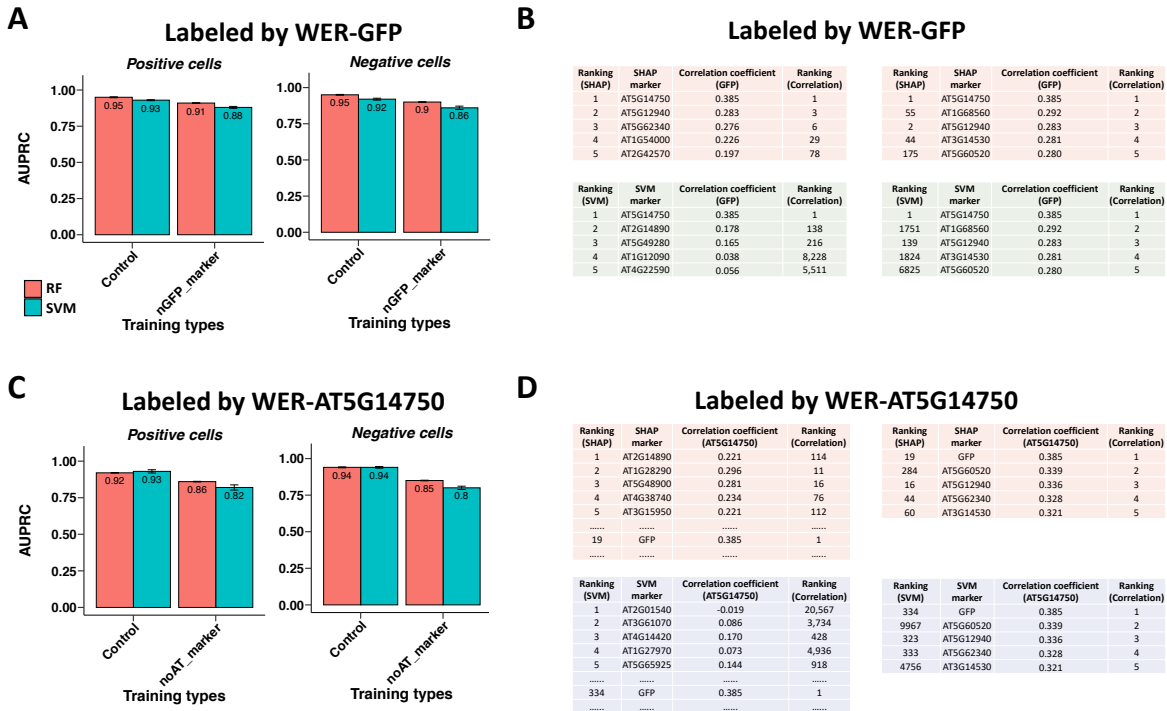 A
Labeled by WER-GFP
Positive cells
Negative cells
AUPRC
1.00
0.75
0.50
0.25
0.00
0.95
0.93
0.91
0.88
1.00
0.75
0.50
0.25
0.00
0.95
0.92
0.9
0.86
Control
nGFP_marker
Control
nGFP_marker
RF
SVM
Training types
Training types
B
Labeled by WER-GFP
Ranking SHAP Correlation coefficient Ranking
(SHAP) marker (GFP) (Correlation)
1 AT5G14750 0.385 1
2 AT5G12940 0.283 3
3 AT5G62340 0.276 6
4 AT1G54000 0.226 29
5 AT2G42570 0.197 78
Ranking SHAP Correlation coefficient Ranking
(SHAP) marker (GFP) (Correlation)
1 AT5G14750 0.385 1
55 AT1G68560 0.292 2
2 AT5G12940 0.283 3
44 AT3G14530 0.281 4
175 AT5G60520 0.280 5
Ranking SVM Correlation coefficient Ranking
(SVM) marker (GFP) (Correlation)
1 AT5G14750 0.385 1
2 AT2G14890 0.178 138
3 AT5G49280 0.165 216
4 AT1G12090 0.038 8,228
5 AT4G22590 0.056 5,511
Ranking SVM Correlation coefficient Ranking
(SVM) marker (GFP) (Correlation)
1 AT5G14750 0.385 1
1751 AT1G68560 0.292 2
139 AT5G12940 0.283 3
1824 AT3G14530 0.281 4
6825 AT5G60520 0.280 5
C
Labeled by WER-AT5G14750
Positive cells
Negative cells
AUPRC
1.00
0.75
0.50
0.25
0.00
0.92
0.93
0.86
0.82
1.00
0.75
0.50
0.25
0.00
0.94
0.94
0.85
0.8
Control
noAT_marker
Control
noAT_marker
Training types
Training types
D
Labeled by WER-AT5G14750
Ranking SHAP Correlation coefficient Ranking
(SHAP) marker (AT5G14750) (Correlation)
1 AT2G14890 0.221 114
2 AT1G28290 0.296 11
3 AT5G48900 0.281 16
4 AT4G38740 0.234 76
5 AT3G15950 0.221 112
...... ...... ...... ......
19 GFP 0.385 1
...... ...... ...... ......
Ranking SHAP Correlation coefficient Ranking
(SHAP) marker (AT5G14750) (Correlation)
19 GFP 0.385 1
284 AT5G60520 0.339 2
16 AT5G12940 0.336 3
44 AT5G62340 0.328 4
60 AT3G14530 0.321 5
Ranking SVM Correlation coefficient Ranking
(SVM) marker (AT5G14750) (Correlation)
1 AT2G01540 -0.019 20,567
2 AT3G61070 0.086 3,734
3 AT4G14420 0.170 428
4 AT1G27970 0.073 4,936
5 AT5G65925 0.144 918
...... ...... ...... ......
334 GFP 0.385 1
...... ...... ...... ......
Ranking SVM Correlation coefficient Ranking
(SVM) marker (AT5G14750) (Correlation)
334 GFP 0.385 1
9967 AT5G60520 0.339 2
323 AT5G12940 0.336 3
333 AT5G62340 0.328 4
4756 AT3G14530 0.321 5